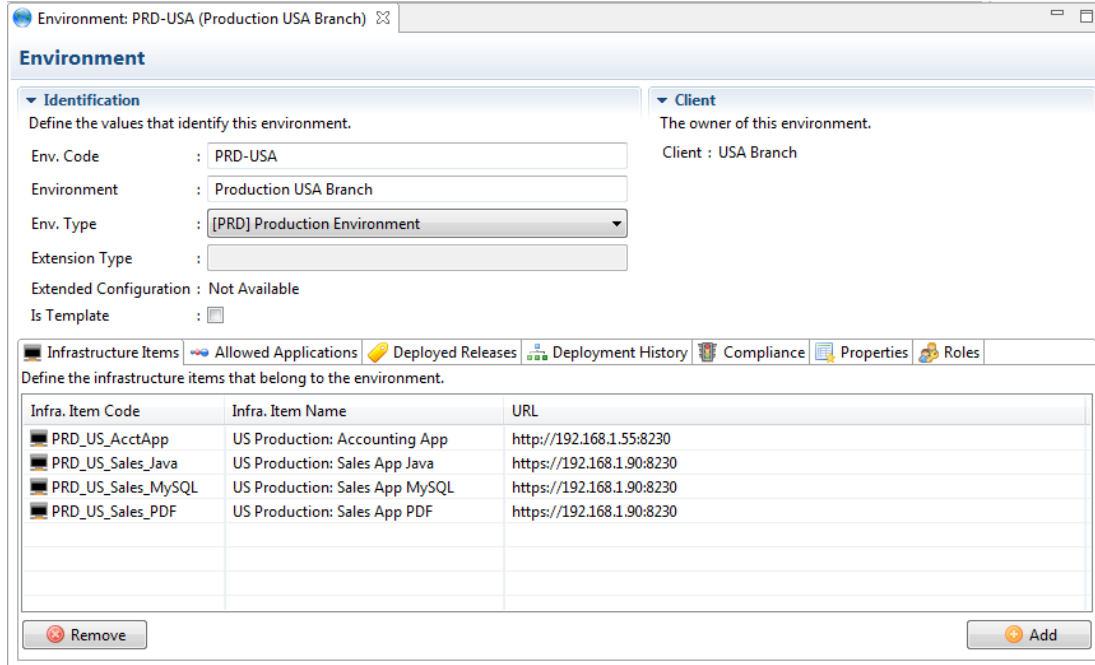 Environment: PRD-USA (Production USA Branch)
Environment
Identification
Define the values that identify this environment.
Env. Code : PRD-USA
Environment : Production USA Branch
Env. Type : [PRD] Production Environment
Extension Type :
Extended Configuration : Not Available
Is Template :
Client
The owner of this environment.
Client : USA Branch
Infrastructure Items Allowed Applications Deployed Releases Deployment History Compliance Properties Roles
Define the infrastructure items that belong to the environment.
Infra. Item Code Infra. Item Name URL
PRD_US_AcctApp US Production: Accounting App http://192.168.1.55:8230
PRD_US_Sales_Java US Production: Sales App Java https://192.168.1.90:8230
PRD_US_Sales_MySQL US Production: Sales App MySQL https://192.168.1.90:8230
PRD_US_Sales_PDF US Production: Sales App PDF https://192.168.1.90:8230
Remove Add